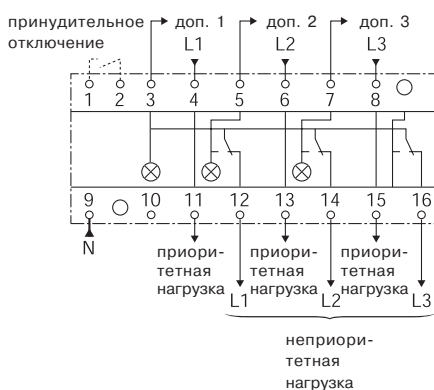 принудительное
отключение
доп. 1 доп. 2 доп. 3
L1 L2 L3
1 2 3 4 5 6 7 8
9 10 11 12 13 14 15 16
N
приори-
тетная
нагрузка
приори-
тетная
нагрузка
приори-
тетная
нагрузка
L1 L2 L3
неприори-
тетная
нагрузка